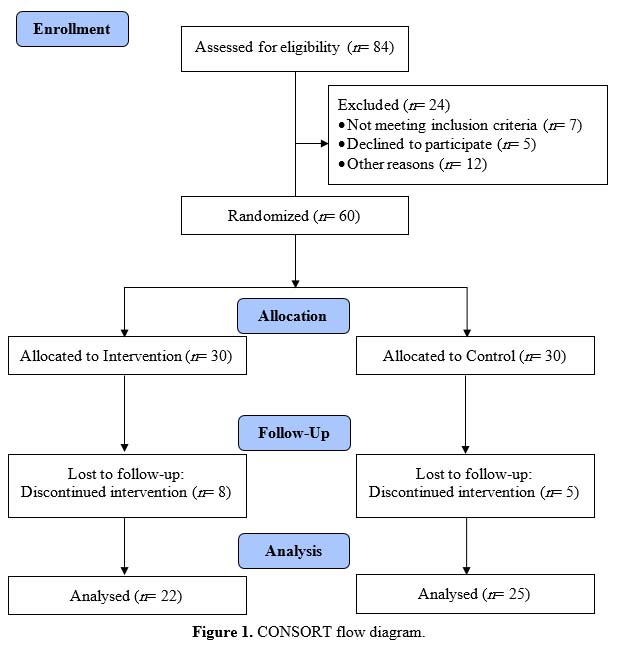 Enrollment
Assessed for eligibility (n= 84)
Excluded (n= 24)
•Not meeting inclusion criteria (n= 7)
•Declined to participate (n= 5)
•Other reasons (n= 12)
Randomized (n= 60)
Allocation
Allocated to Intervention (n= 30)
Allocated to Control (n= 30)
Follow-Up
Lost to follow-up:
Discontinued intervention (n= 8)
Lost to follow-up:
Discontinued intervention (n= 5)
Analysis
Analysed (n= 22)
Analysed (n= 25)
Figure 1. CONSORT flow diagram.